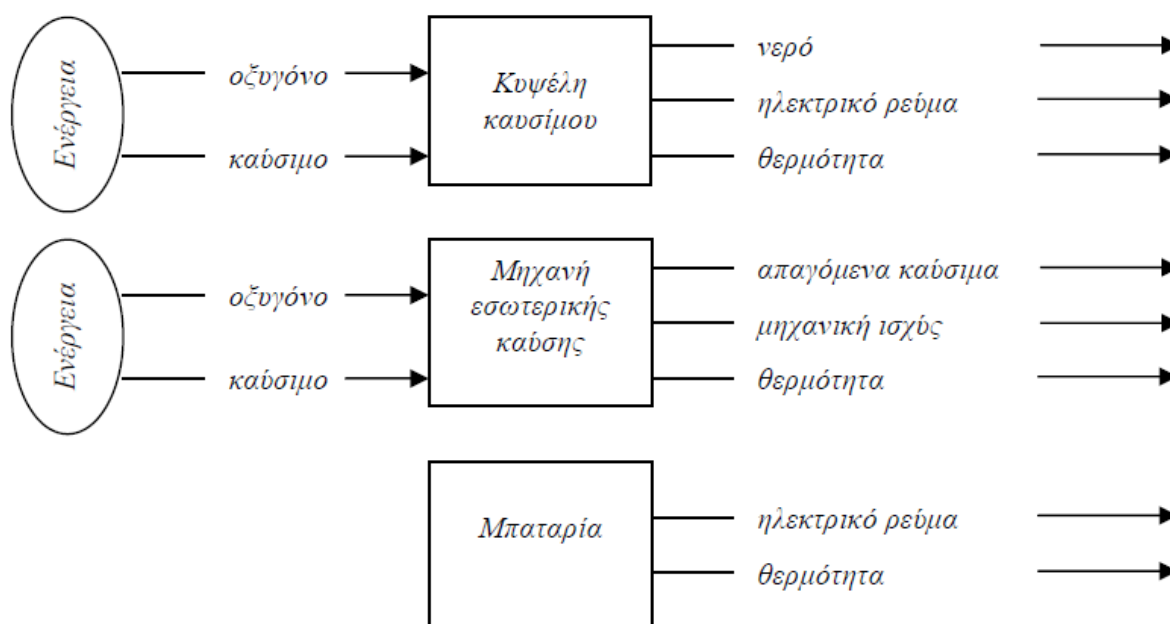 Ενέργεια
οξυγόνο
καύσιμο
Κυψέλη
καυσίμου
νερό
ηλεκτρικό ρεύμα
θερμότητα
Ενέργεια
οξυγόνο
καύσιμο
Μηχανή
εσωτερικής
καύσης
απαγόμενα καύσιμα
μηχανική ισχύς
θερμότητα
Μπαταρία
ηλεκτρικό ρεύμα
θερμότητα